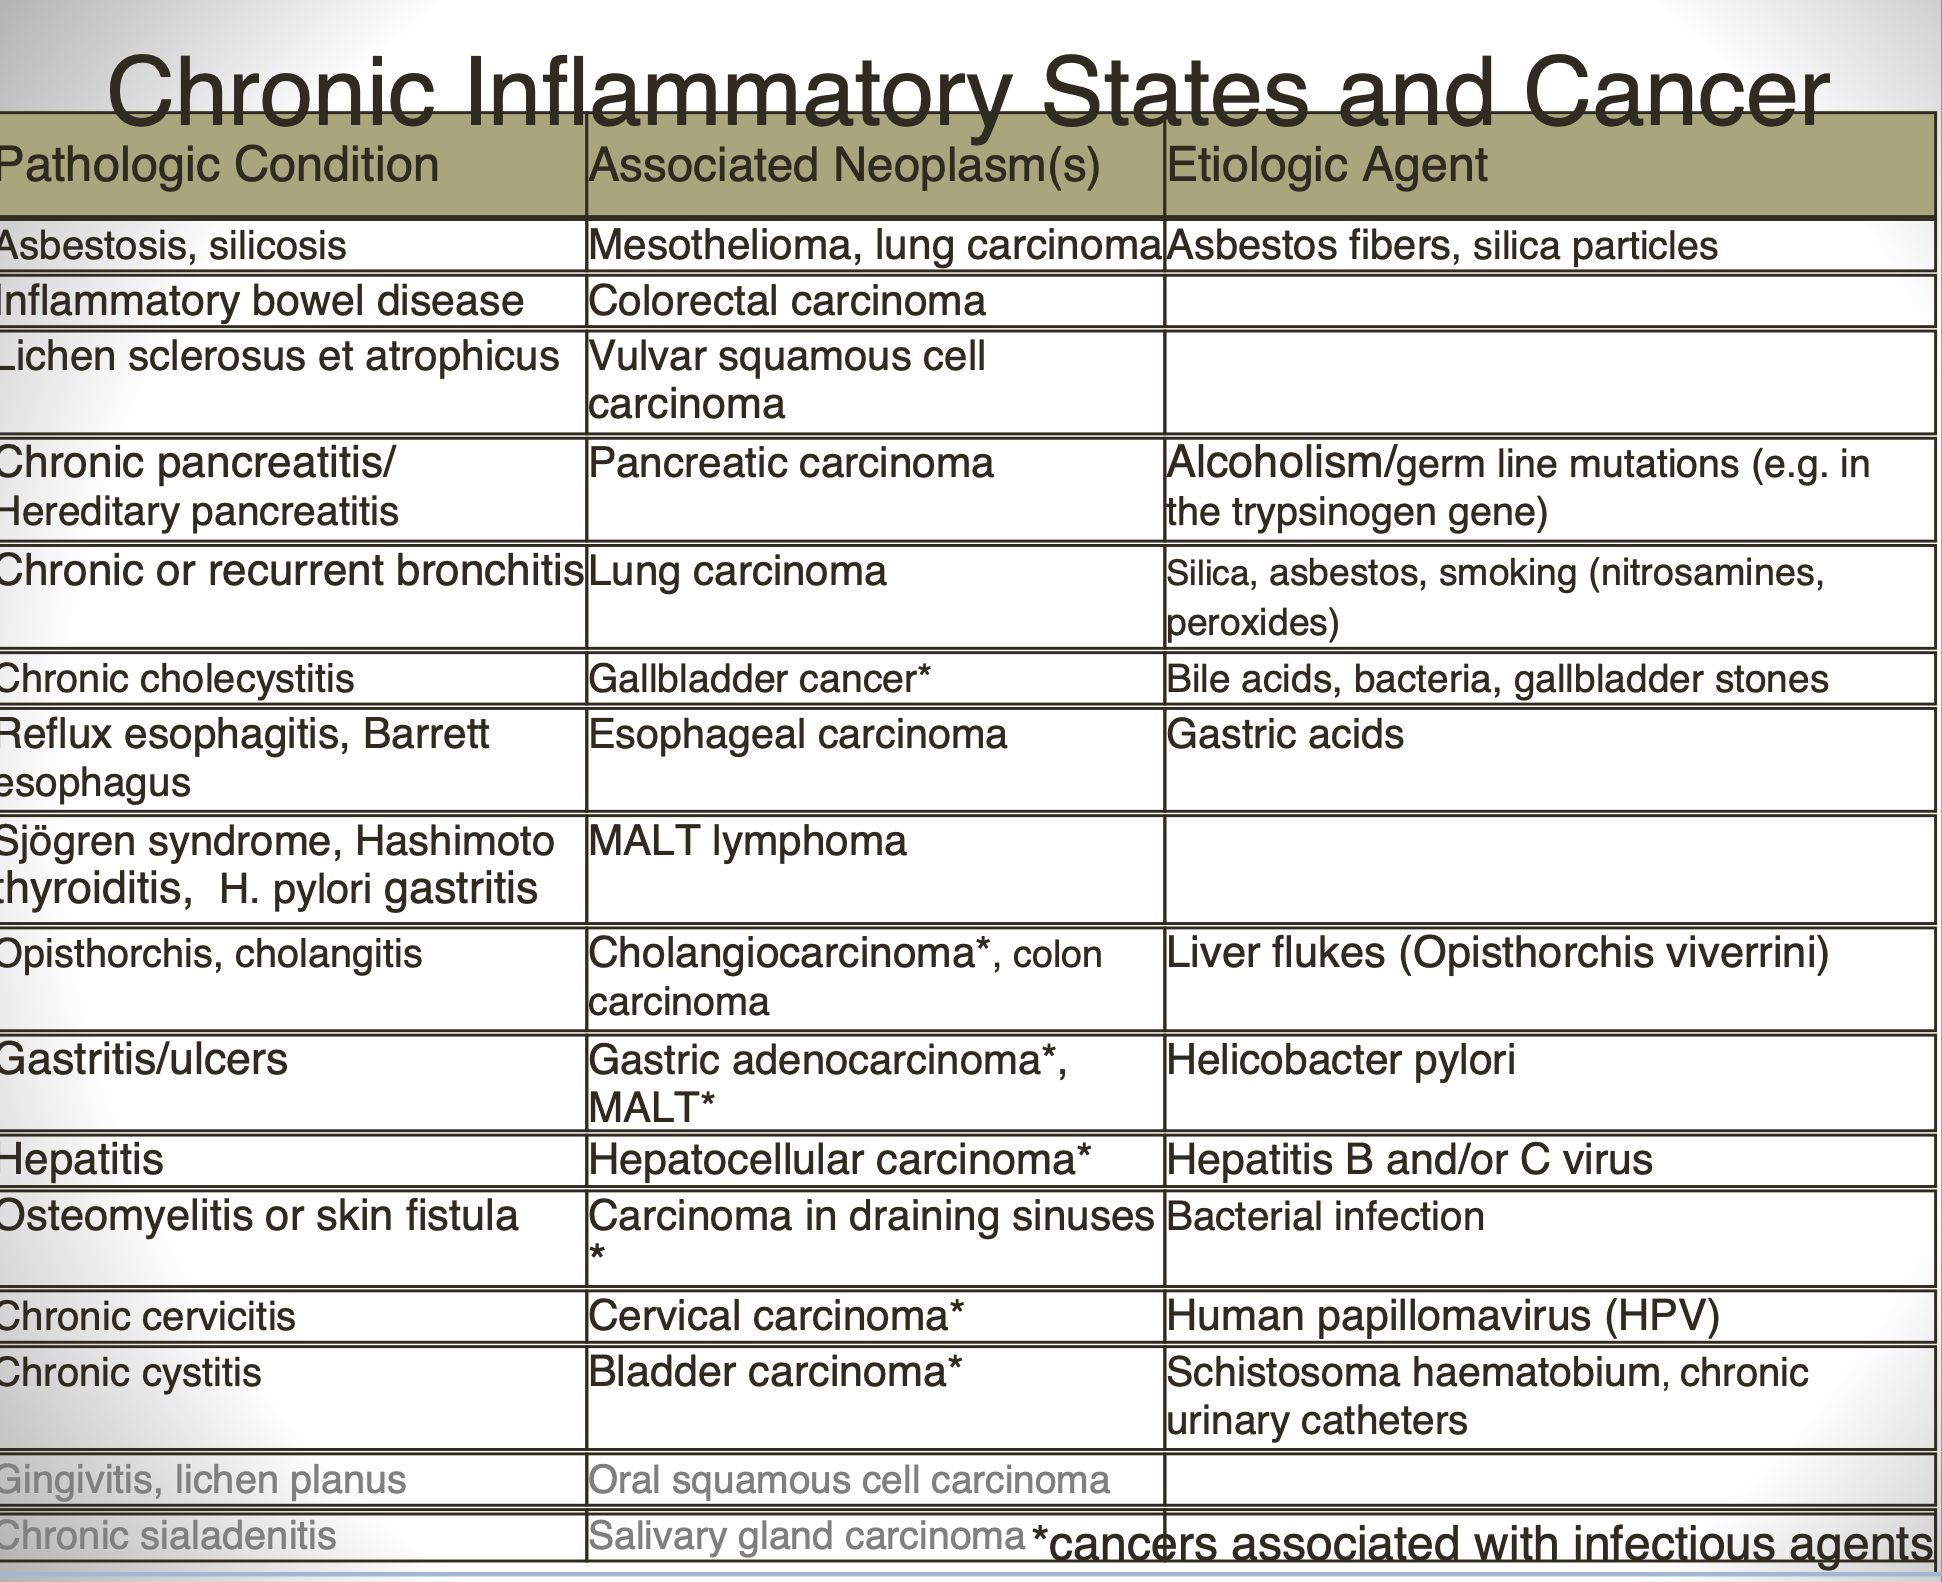 Chronic Inflammatory States and Cancer
Pathologic Condition Associated Neoplasm(s) Etiologic Agent
Asbestosis, silicosis Mesothelioma, lung carcinoma Asbestos fibers, silica particles
Inflammatory bowel disease Colorectal carcinoma
Lichen sclerosus et atrophicus Vulvar squamous cell
carcinoma
Chronic pancreatitis/ Pancreatic carcinoma Alcoholism/germ line mutations (e.g. in
Hereditary pancreatitis the trypsinogen gene)
Chronic or recurrent bronchitis Lung carcinoma Silica, asbestos, smoking (nitrosamines,
peroxides)
Chronic cholecystitis Gallbladder cancer* Bile acids, bacteria, gallbladder stones
Reflux esophagitis, Barrett Esophageal carcinoma Gastric acids
esophagus
Sjögren syndrome, Hashimoto MALT lymphoma
thyroiditis, H. pylori gastritis
Opisthorchis, cholangitis Cholangiocarcinoma*, colon Liver flukes (Opisthorchis viverrini)
carcinoma
Gastritis/ulcers Gastric adenocarcinoma*, Helicobacter pylori
MALT*
Hepatitis Hepatocellular carcinoma* Hepatitis B and/or C virus
Osteomyelitis or skin fistula Carcinoma in draining sinuses Bacterial infection
*
Chronic cervicitis Cervical carcinoma* Human papillomavirus (HPV)
Chronic cystitis Bladder carcinoma* Schistosoma haematobium, chronic
urinary catheters
Gingivitis, lichen planus Oral squamous cell carcinoma
Chronic sialadenitis Salivary gland carcinoma *cancers associated with infectious agents